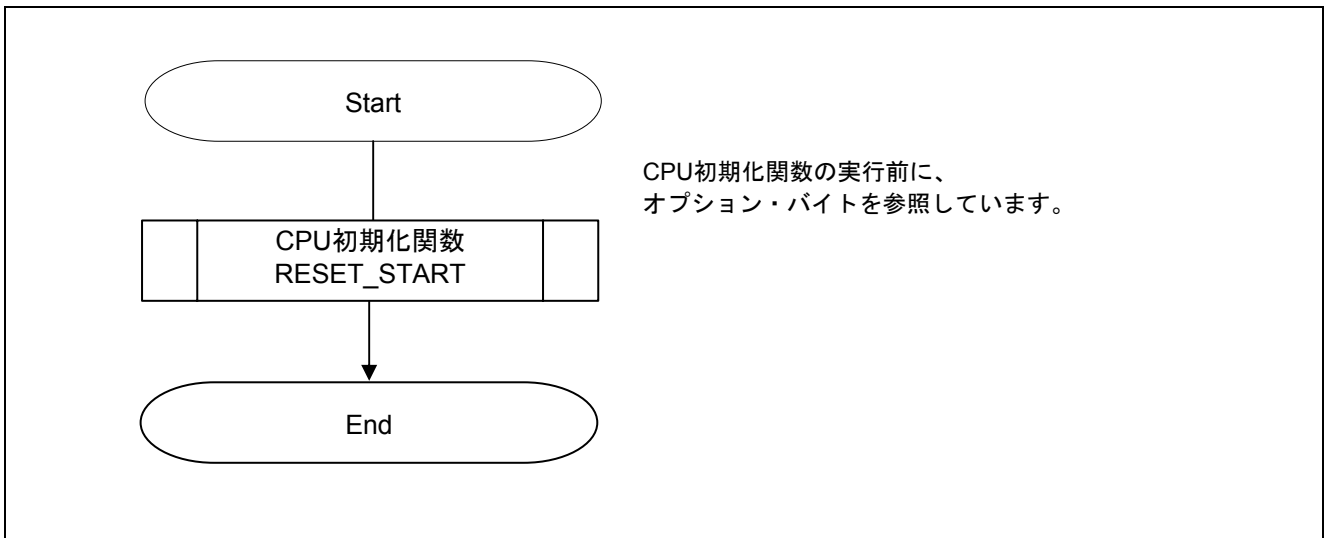 Start
CPU初期化関数の実行前に、
オプション・バイトを参照しています。
CPU初期化関数
RESET_START
End